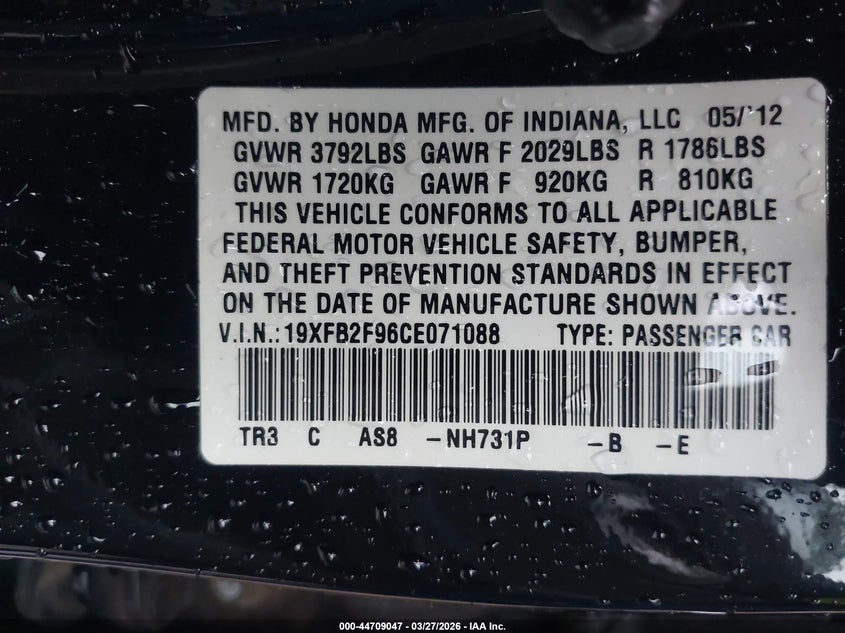 MFD. BY HONDA MFG. OF INDIANA, LLC 05/'12
GVWR 3792LBS GAWR F 2029LBS R 1786LBS
GVWR 1720KG GAWR F 920KG R 810KG
THIS VEHICLE CONFORMS TO ALL APPLICABLE
FEDERAL MOTOR VEHICLE SAFETY, BUMPER,
AND THEFT PREVENTION STANDARDS IN EFFECT
ON THE DATE OF MANUFACTURE SHOWN ABOVE.
V.I.N.: 19XFB2F96CE071088 TYPE: PASSENGER CAR
TR3 C AS8 -NH731P -B -E
000-44709047 - 03/27/2026 - IAA Inc.